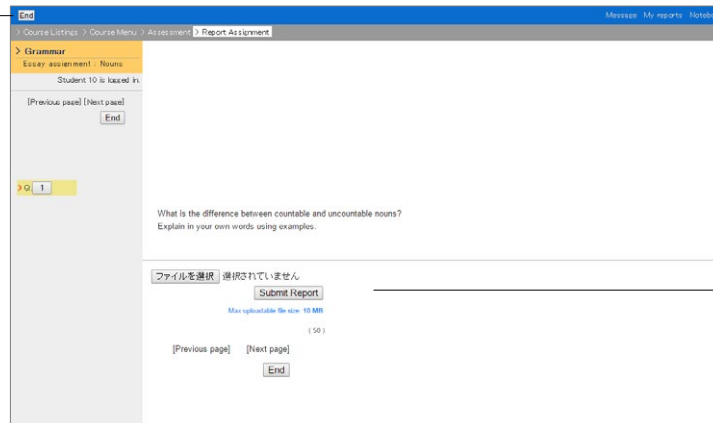 End
Message My reports Notebo
> Course Listings > Course Menu > Assessment > Report Assignment
> Grammar
Essay assignment : Nouns
Student 10 is logged in.
[Previous page] [Next page]
End
> Q. 1
What is the difference between countable and uncountable nouns?
Explain in your own words using examples.
ファイルを選択 選択されていません
Submit Report
Max uploadable file size 10 MB
( 50 )
[Previous page] [Next page]
End